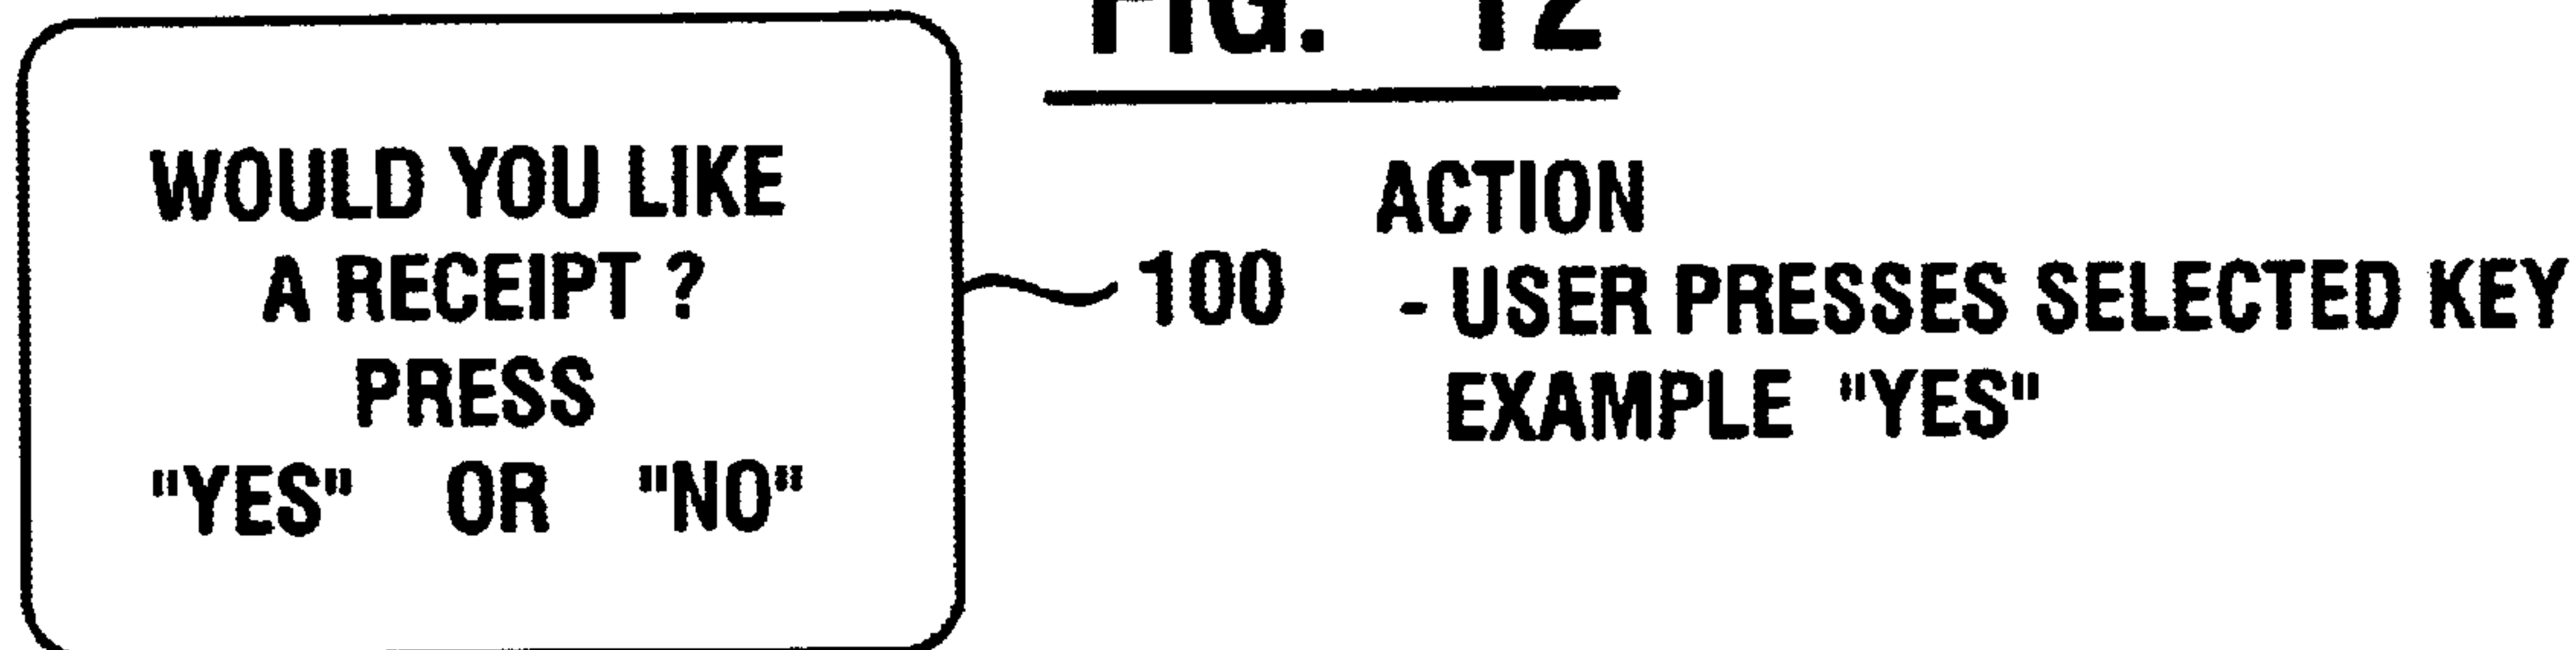 FIG. 12
WOULD YOU LIKE
A RECEIPT ?
PRESS
"YES" OR "NO"
100
ACTION
- USER PRESSES SELECTED KEY
EXAMPLE "YES"